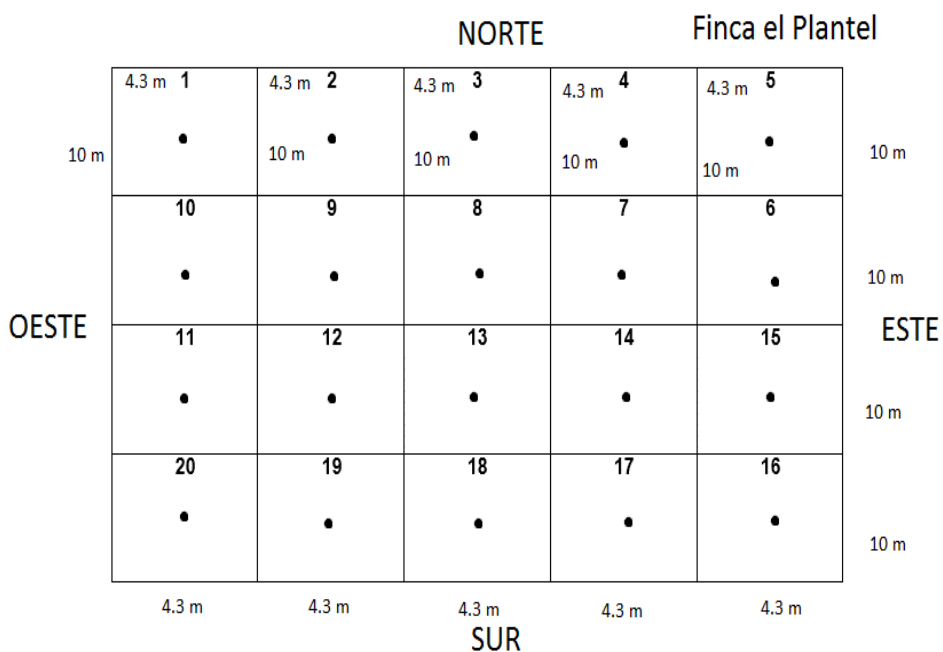 NORTE
Finca el Plantel
4.3 m 1
4.3 m 2
4.3 m 3
4.3 m 4
4.3 m 5
10 m
10 m
10 m
10 m
10 m
10 m
10
9
8
7
6
10 m
OESTE
ESTE
11
12
13
14
15
10 m
20
19
18
17
16
10 m
4.3 m
4.3 m
4.3 m
4.3 m
4.3 m
SUR